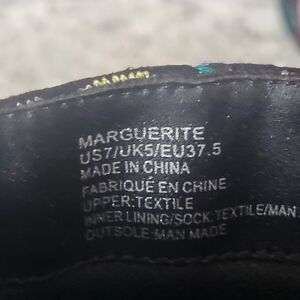 MARGUERITE
US7/UK5/EU37.5
MADE IN CHINA
FABRIQUÉ EN CHINE
UPPER:TEXTILE
INNER LINING/SOCK:TEXTILE/MAN
OUTSOLE:MAN MADE